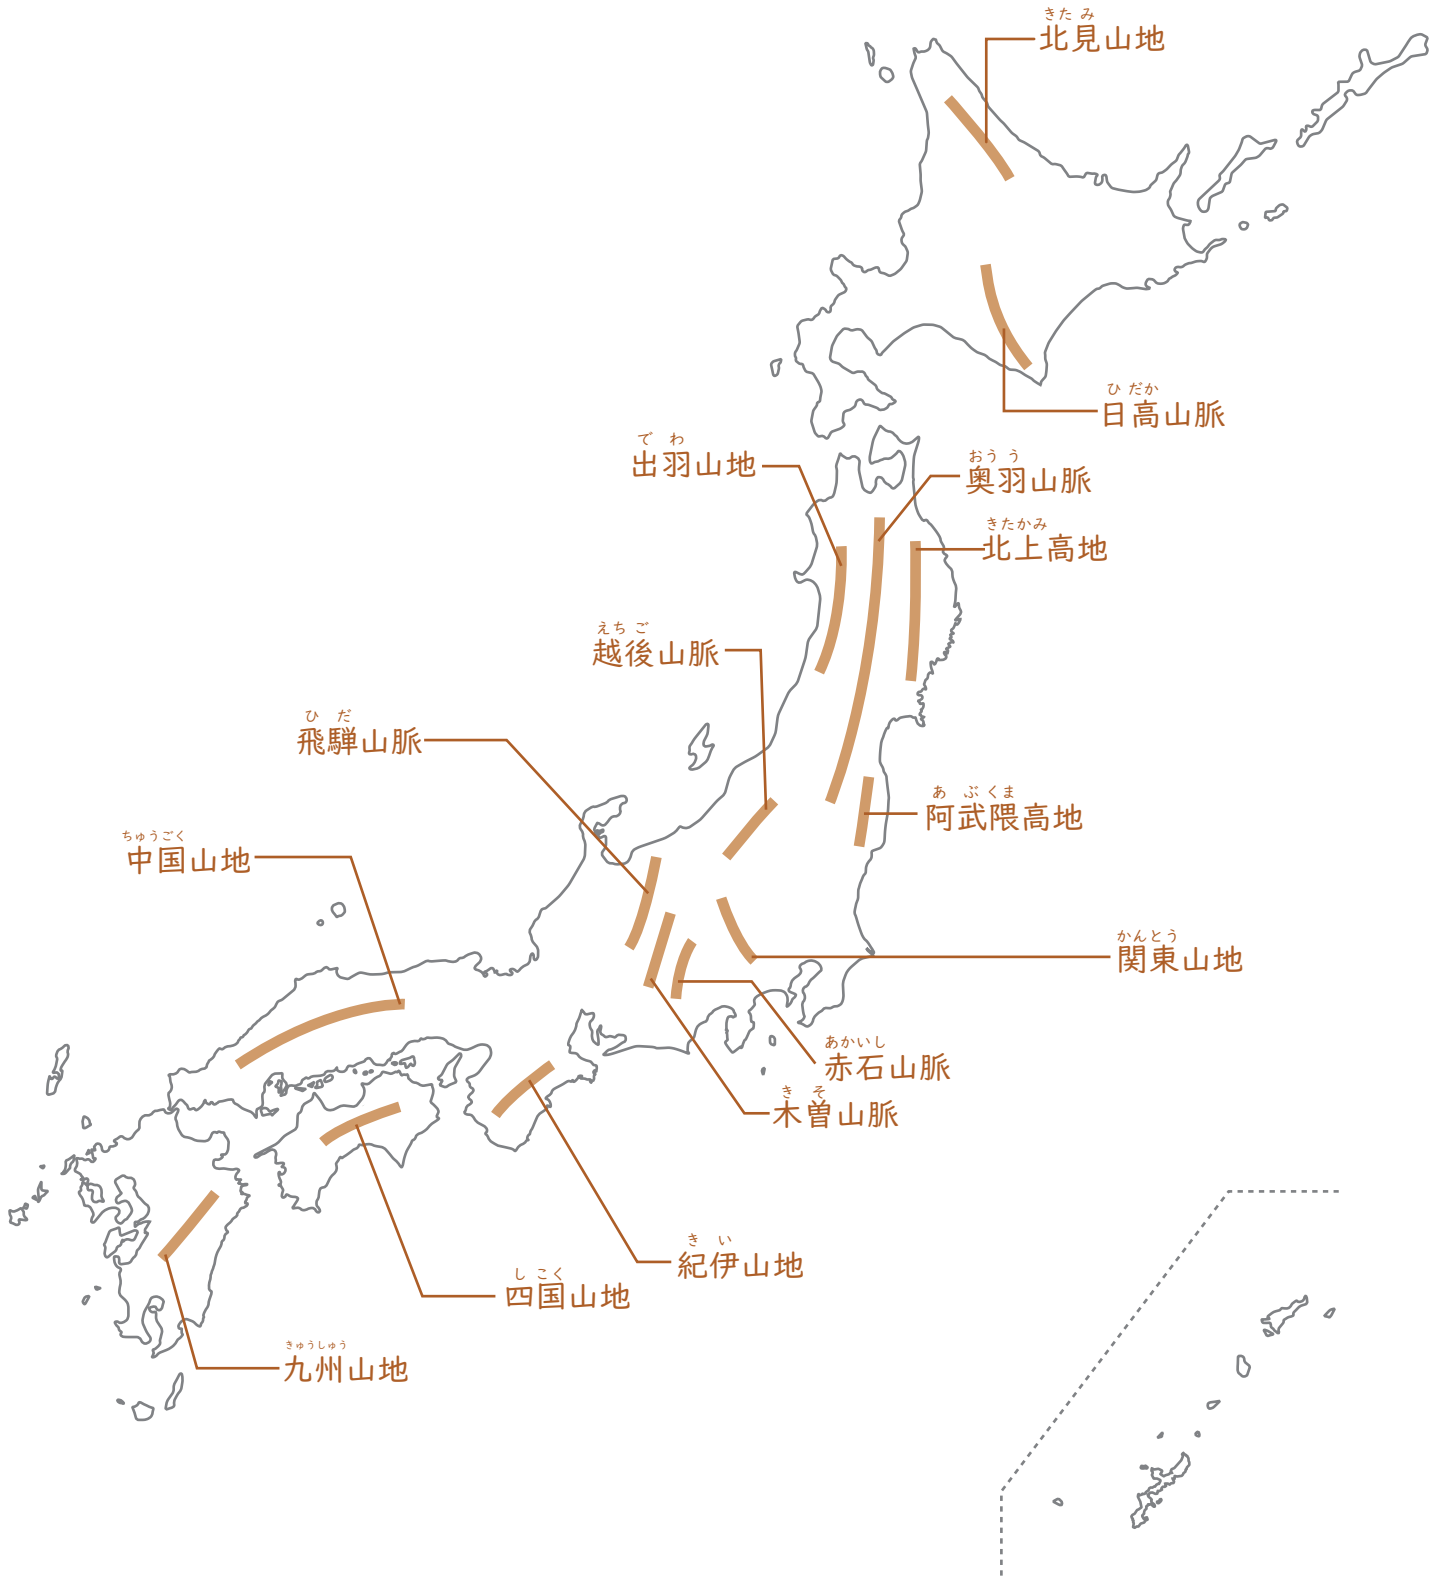 きた み
北見山地
ひ だか
日高山脈
で わ
出羽山地
おう う
奥羽山脈
きたかみ
北上高地
えち ご
越後山脈
ひ だ
飛騨山脈
あ ぶ くま
阿武隈高地
ちゅうごく
中国山地
かんとう
関東山地
あかいし
赤石山脈
き そ
木曽山脈
き い
紀伊山地
し こく
四国山地
きゅうしゅう
九州山地